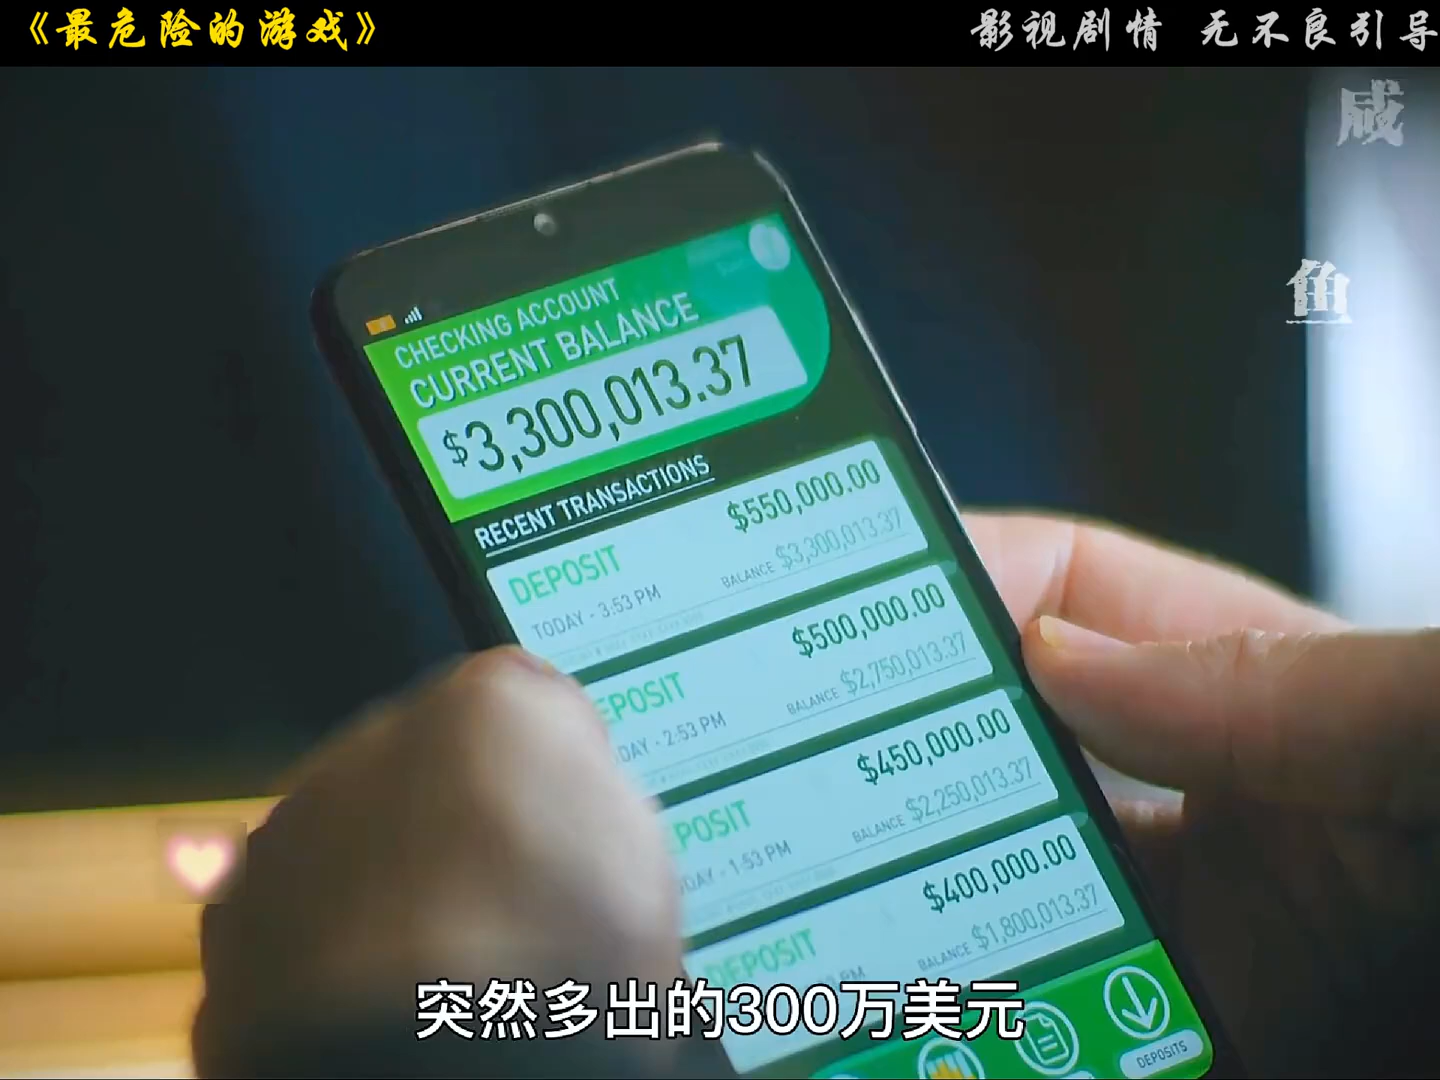 《最危险的游戏》
影视剧情 无不良引导
咸
鱼
CHECKING ACCOUNT
CURRENT BALANCE
$3,300,013.37
RECENT TRANSACTIONS
DEPOSIT $550,000.00
TODAY - 3:53 PM BALANCE $3,300,013.37
EPOSIT $500,000.00
DAY - 2:53 PM BALANCE $2,750,013.37
POSIT $450,000.00
DAY - 1:53 PM BALANCE $2,250,013.37
DEPOSIT $400,000.00
PM BALANCE $1,800,013.37
DEPOSITS
突然多出的300万美元